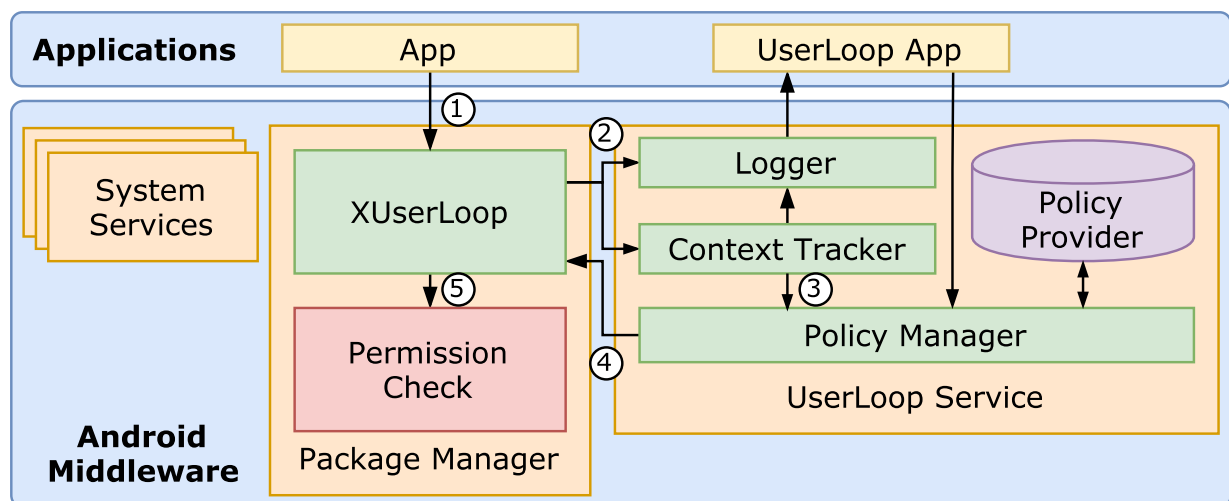 Applications
App
UserLoop App
1
2
System
Services
XUserLoop
Logger
Context Tracker
Policy
Provider
5
3
Permission
Check
Policy Manager
4
UserLoop Service
Android
Middleware
Package Manager